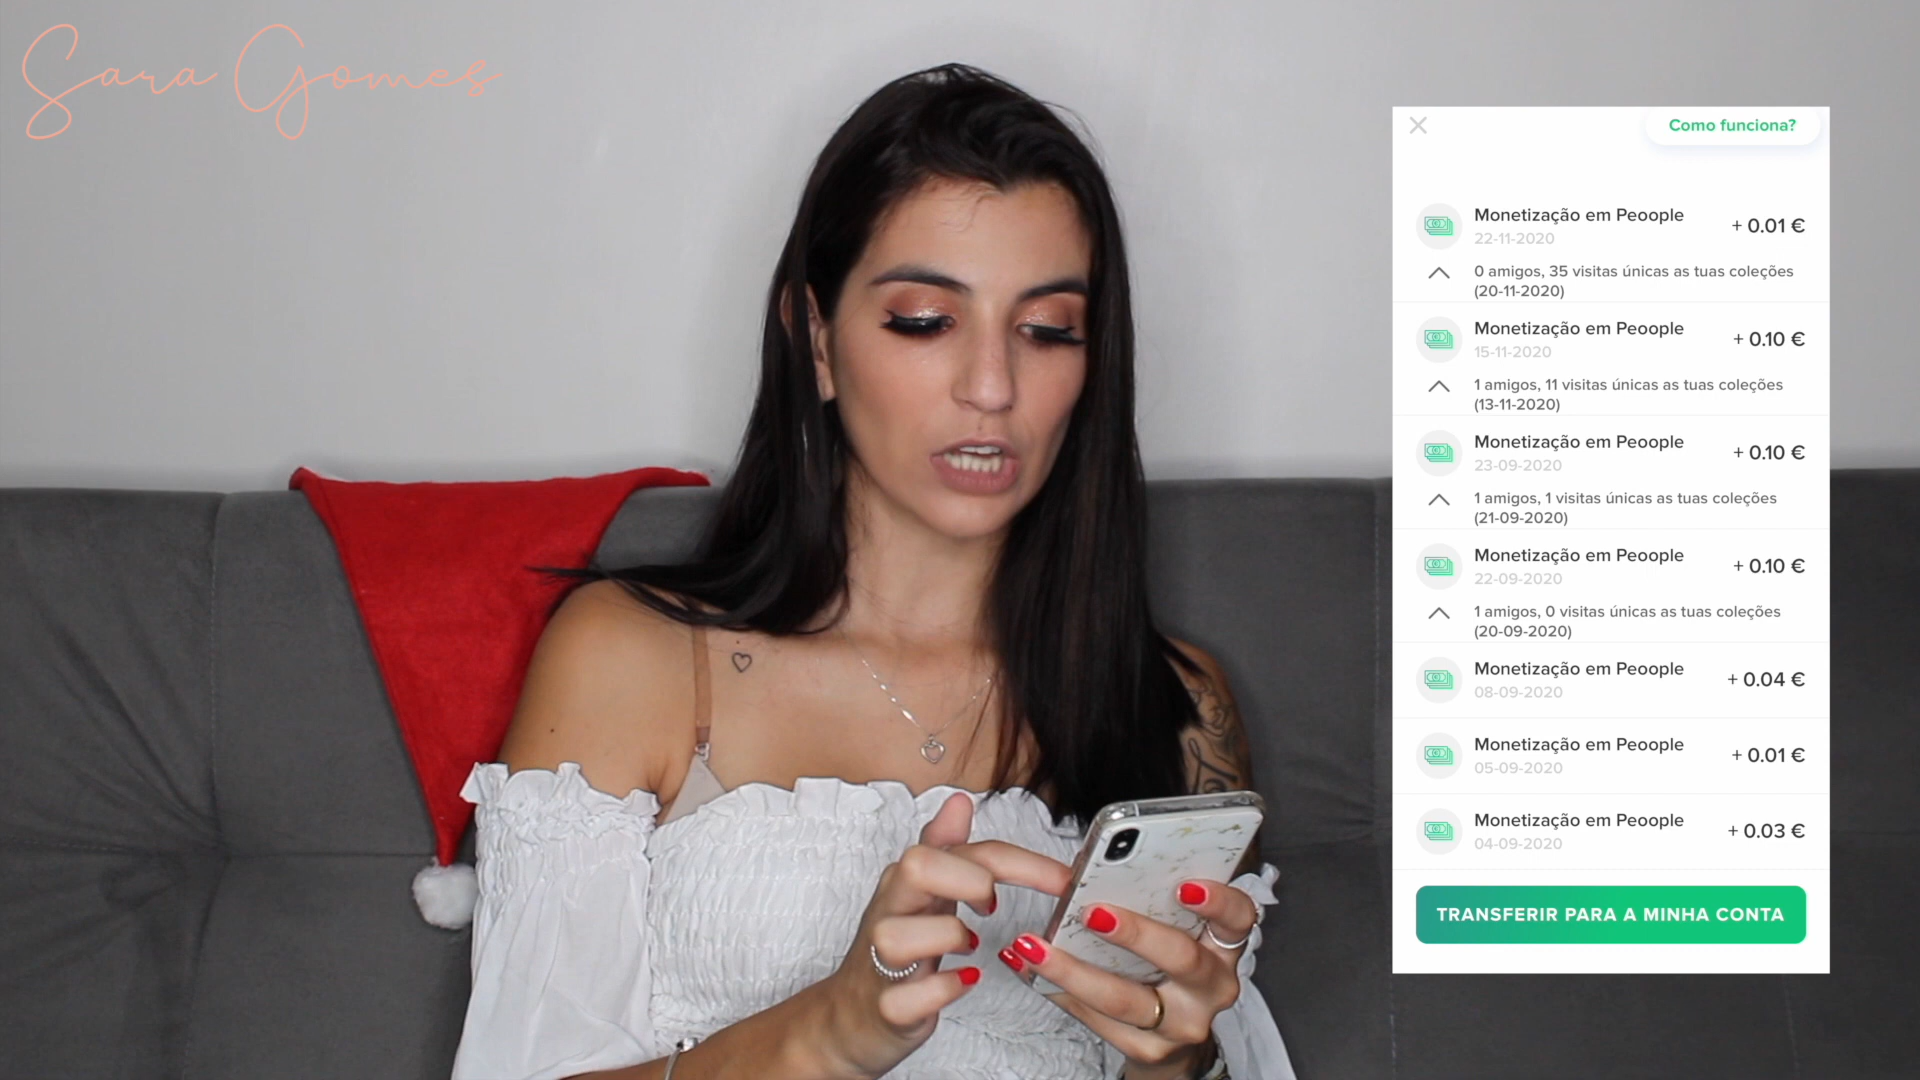 Sara Gomes
Como funciona?
Monetização em Peoople
+ 0.01 €
22-11-2020
0 amigos, 35 visitas únicas as tuas coleções
(20-11-2020)
Monetização em Peoople
+ 0.10 €
15-11-2020
1 amigos, 11 visitas únicas as tuas coleções
(13-11-2020)
Monetização em Peoople
+ 0.10 €
23-09-2020
1 amigos, 1 visitas únicas as tuas coleções
(21-09-2020)
Monetização em Peoople
+ 0.10 €
22-09-2020
1 amigos, 0 visitas únicas as tuas coleções
(20-09-2020)
Monetização em Peoople
+ 0.04 €
08-09-2020
Monetização em Peoople
+ 0.01 €
05-09-2020
Monetização em Peoople
+ 0.03 €
04-09-2020
TRANSFERIR PARA A MINHA CONTA